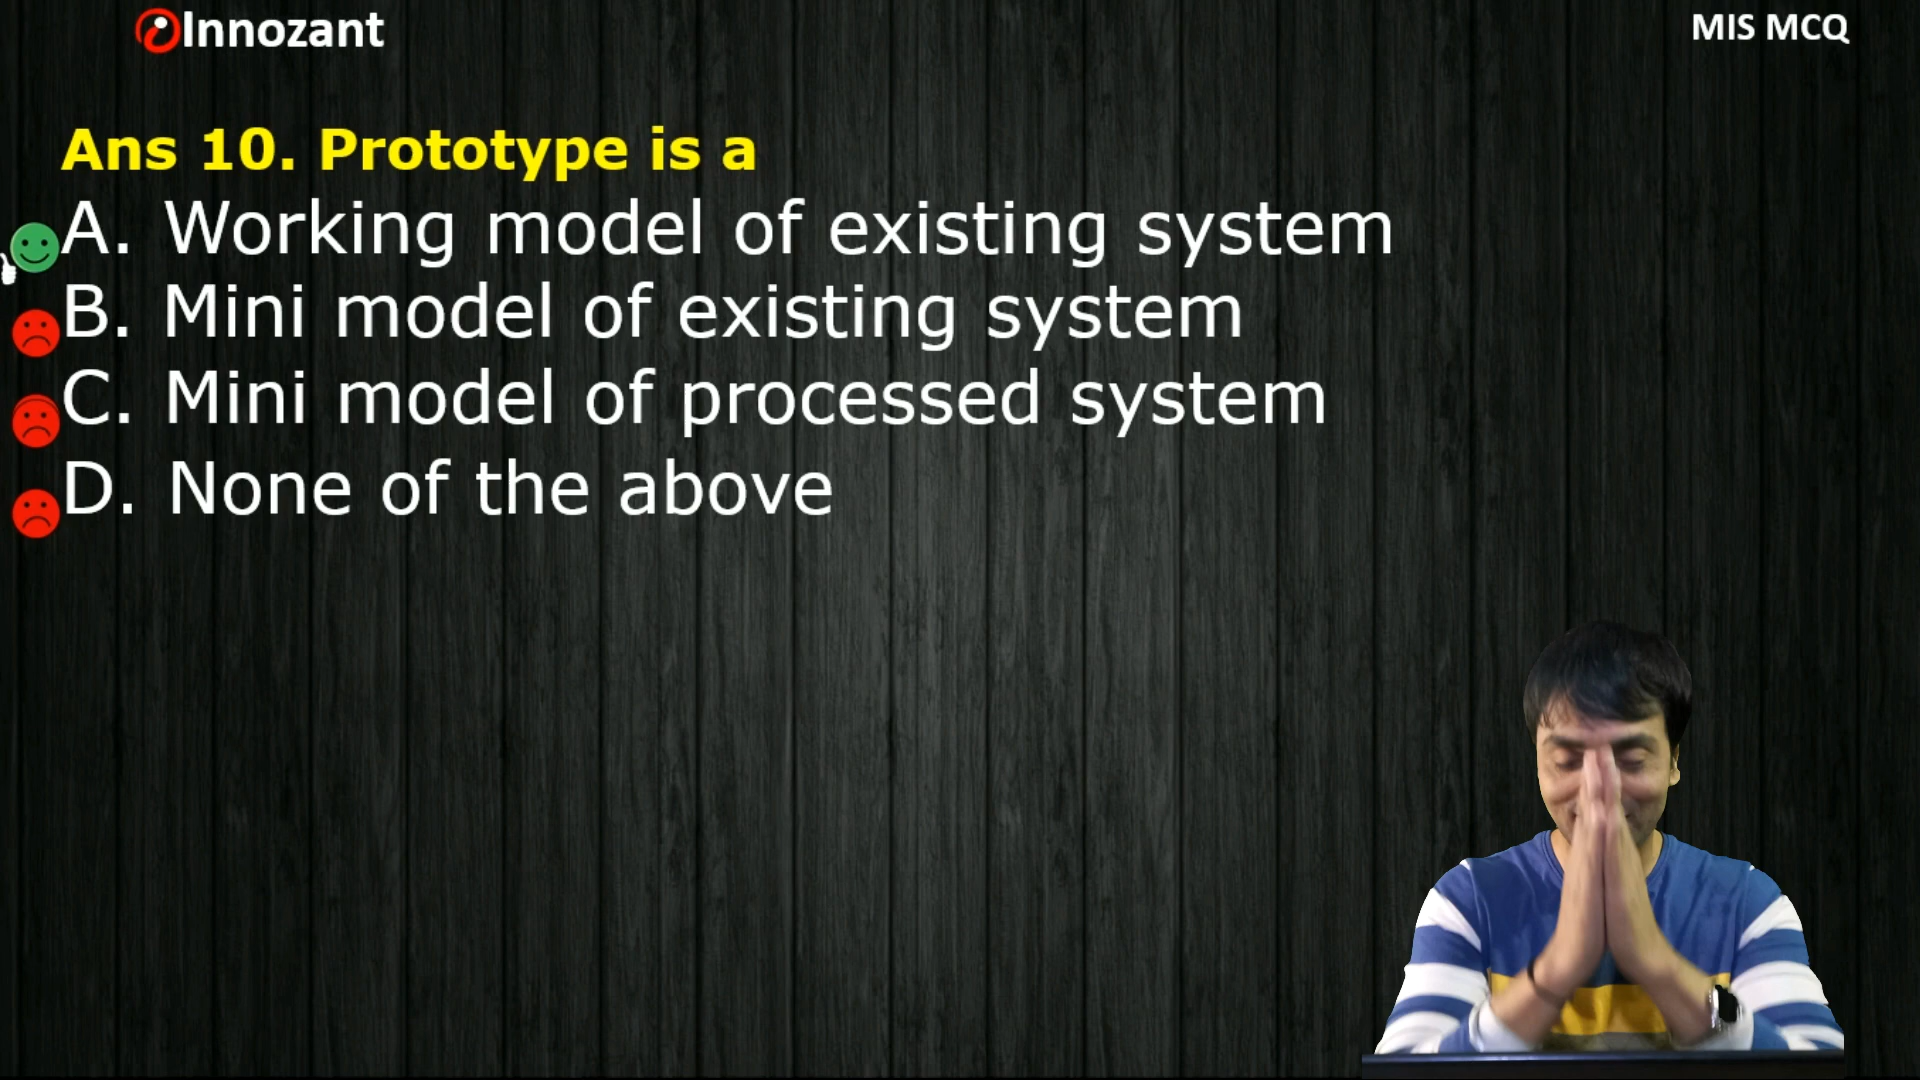 Innozant
MIS MCQ
Ans 10. Prototype is a
A. Working model of existing system
B. Mini model of existing system
C. Mini model of processed system
D. None of the above